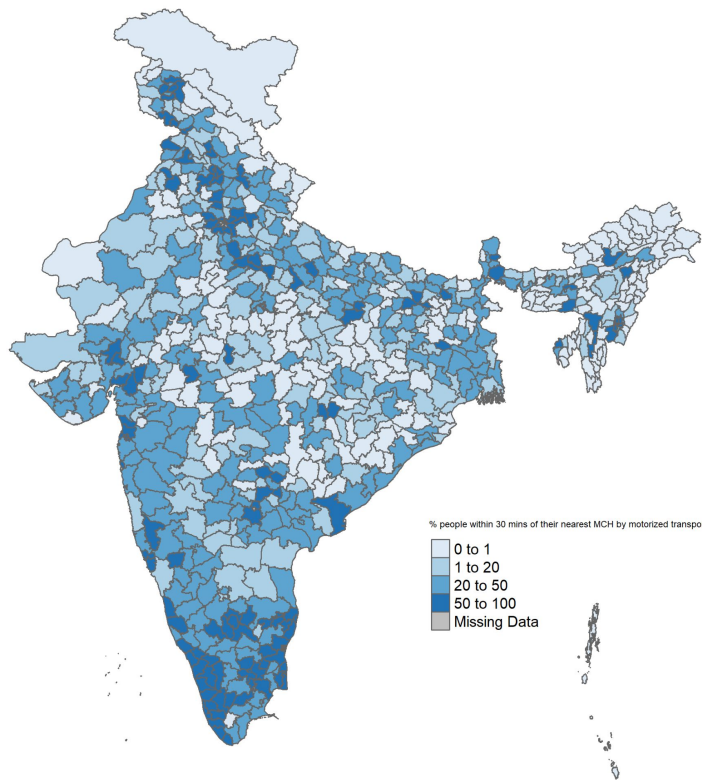 % people within 30 mins of their nearest MCH by motorized transpo
0 to 1
1 to 20
20 to 50
50 to 100
Missing Data